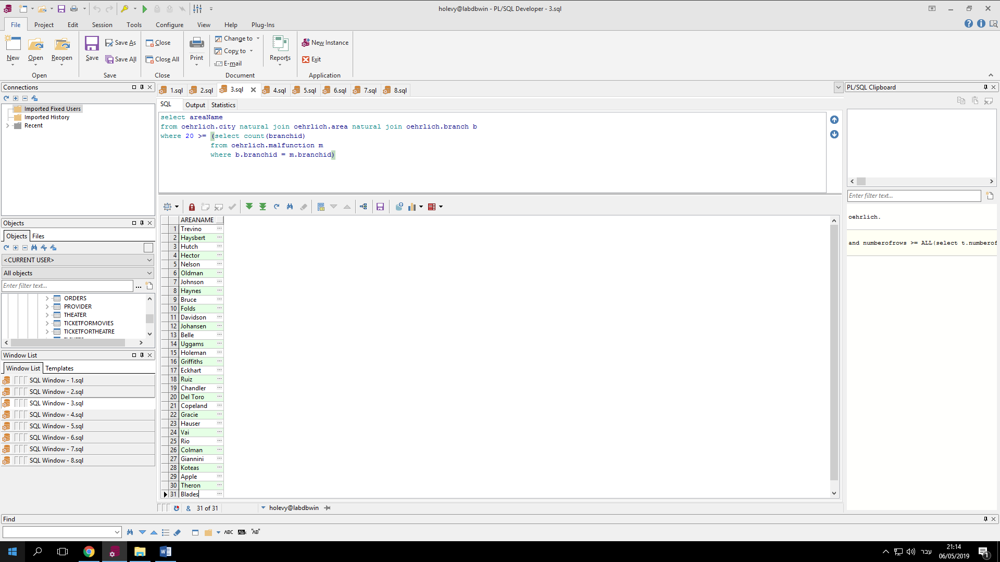 holevy@labdbwin - PL/SQL Developer - 3.sql
File Project Edit Session Tools Configure View Help Plug-Ins
New Open Reopen
Open
Save Save As Save All
Save
Close Close All
Close
Print Change to Copy to E-mail Reports
Document
New Instance Exit
Application
Connections
Imported Fixed Users
Imported History
Recent
Objects
Objects Files
<CURRENT USER>
All objects
Enter filter text...
ORDERS
PROVIDER
THEATER
TICKETFORMOVIES
TICKETFORTHEATRE
Window List
Window List Templates
SQL Window - 1.sql
SQL Window - 2.sql
SQL Window - 3.sql
SQL Window - 4.sql
SQL Window - 5.sql
SQL Window - 6.sql
SQL Window - 7.sql
SQL Window - 8.sql
1.sql 2.sql 3.sql 4.sql 5.sql 6.sql 7.sql 8.sql
SQL Output Statistics
select areaName
from oehrlich.city natural join oehrlich.area natural join oehrlich.branch b
where 20 >= (select count(branchid)
from oehrlich.malfunction m
where b.branchid = m.branchid)
AREANAME
1 Trevino
2 Haysbert
3 Hutch
4 Hector
5 Nelson
6 Oldman
7 Johnson
8 Haynes
9 Bruce
10 Folds
11 Davidson
12 Johansen
13 Belle
14 Uggams
15 Holeman
16 Griffiths
17 Eckhart
18 Ruiz
19 Chandler
20 Del Toro
21 Copeland
22 Gracie
23 Hauser
24 Vai
25 Rio
26 Colman
27 Giannini
28 Koteas
29 Apple
30 Theron
31 Blades
& 31 of 31 holevy@labdbwin
PL/SQL Clipboard
Enter filter text...
oehrlich.
and numberofrows >= ALL(select t.numberof
Find
ABC AB "AB"
עבר
21:14
06/05/2019
1